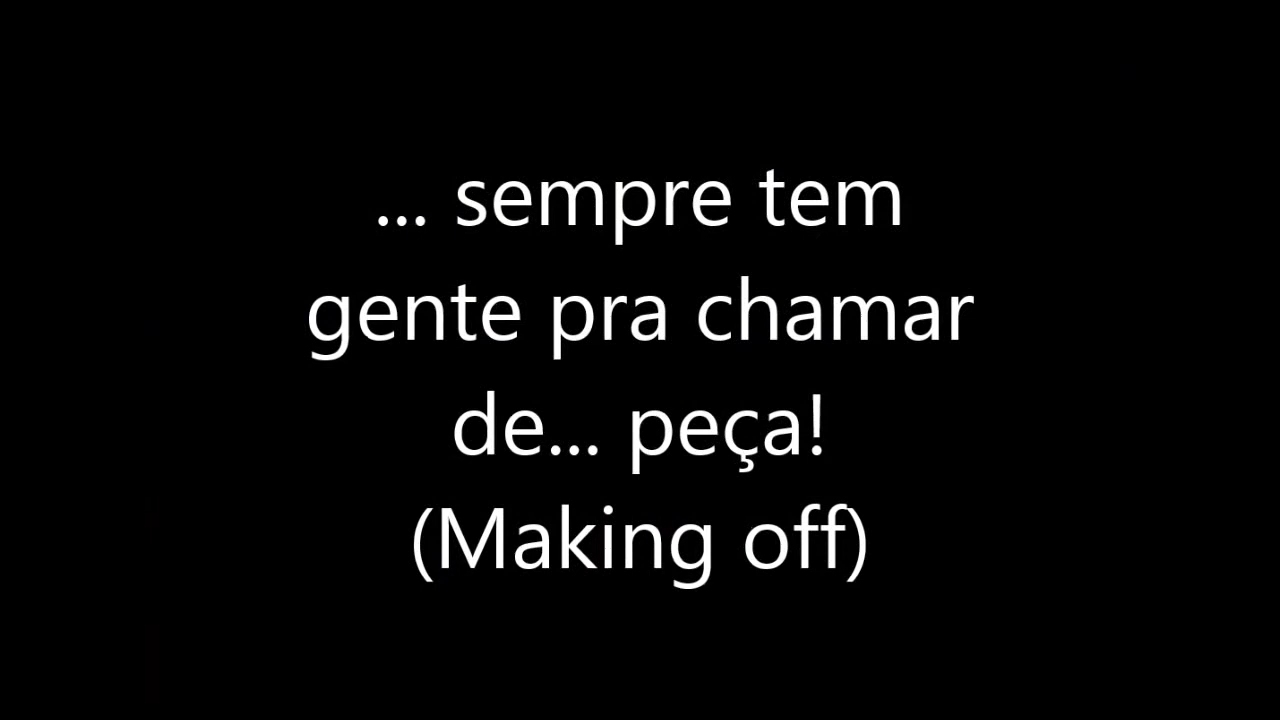 ... sempre tem
gente pra chamar
de... peça!
(Making off)